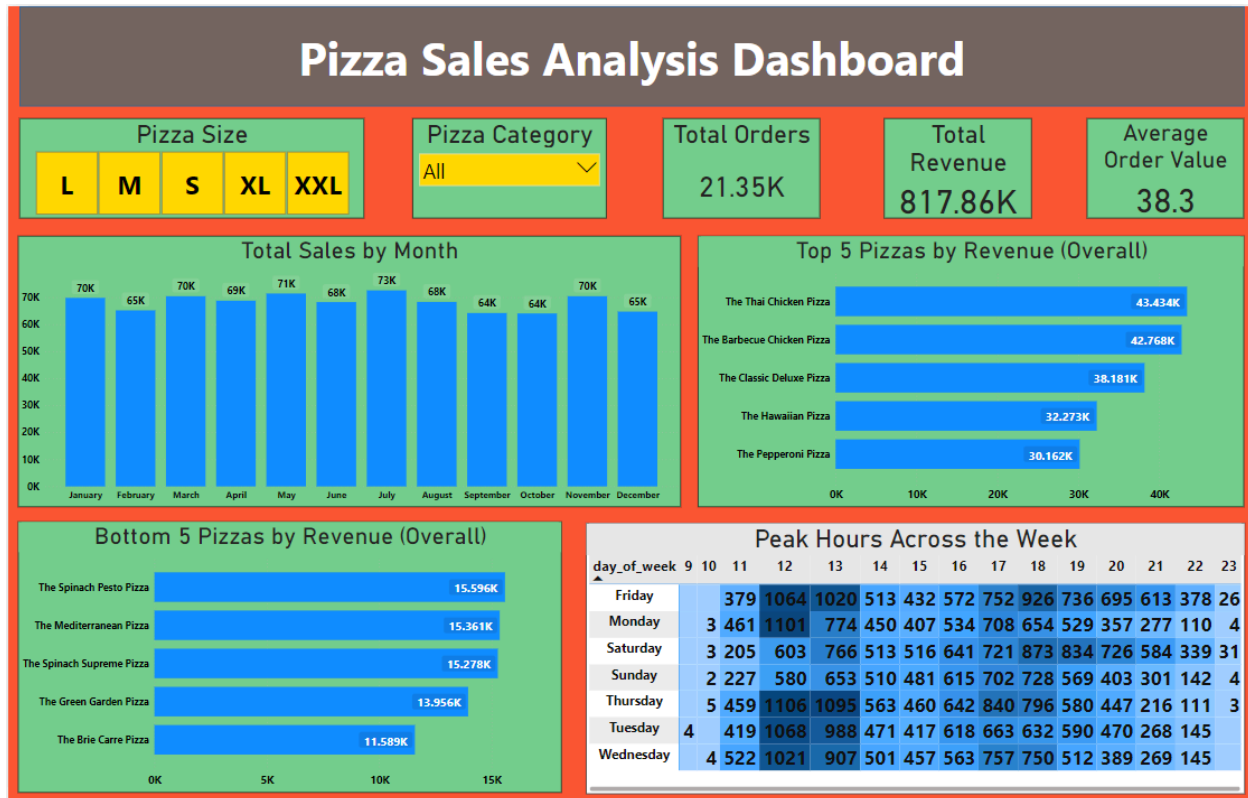 Pizza Sales Analysis Dashboard
Pizza Size
L M S XL XXL
Pizza Category
All
Total Orders
21.35K
Total
Revenue
817.86K
Average
Order Value
38.3
Total Sales by Month
70K 65K 70K 69K 71K 68K 73K 68K 64K 64K 70K 65K
70K
60K
50K
40K
30K
20K
10K
0K
January February March April May June July August September October November December
Top 5 Pizzas by Revenue (Overall)
The Thai Chicken Pizza 43.434K
The Barbecue Chicken Pizza 42.768K
The Classic Deluxe Pizza 38.181K
The Hawaiian Pizza 32.273K
The Pepperoni Pizza 30.162K
0K 10K 20K 30K 40K
Bottom 5 Pizzas by Revenue (Overall)
The Spinach Pesto Pizza 15.596K
The Mediterranean Pizza 15.361K
The Spinach Supreme Pizza 15.278K
The Green Garden Pizza 13.956K
The Brie Carre Pizza 11.589K
0K 5K 10K 15K
Peak Hours Across the Week
day_of_week 9 10 11 12 13 14 15 16 17 18 19 20 21 22 23
Friday 379 1064 1020 513 432 572 752 926 736 695 613 378 26
Monday 3 461 1101 774 450 407 534 708 654 529 357 277 110 4
Saturday 3 205 603 766 513 516 641 721 873 834 726 584 339 31
Sunday 2 227 580 653 510 481 615 702 728 569 403 301 142 4
Thursday 5 459 1106 1095 563 460 642 840 796 580 447 216 111 3
Tuesday 4 419 1068 988 471 417 618 663 632 590 470 268 145
Wednesday 4 522 1021 907 501 457 563 757 750 512 389 269 145